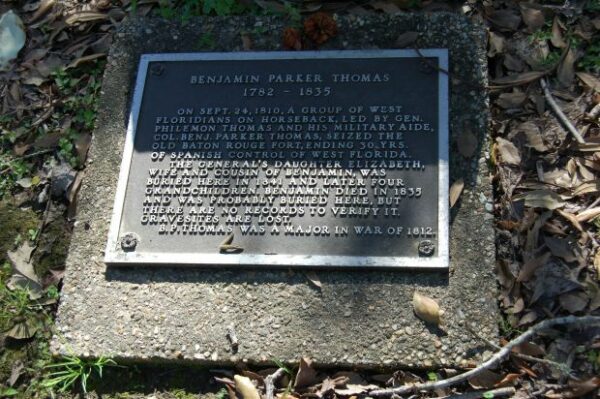 BENJAMIN PARKER THOMAS
1782 - 1835
ON SEPT. 24, 1810, A GROUP OF WEST
FLORIDIANS ON HORSEBACK, LED BY GEN.
PHILEMON THOMAS AND HIS MILITARY AIDE,
COL. BENJ. PARKER THOMAS, SEIZED THE
OLD BATON ROUGE FORT, ENDING 30 YRS.
OF SPANISH CONTROL OF WEST FLORIDA.
THE GENERAL'S DAUGHTER ELIZABETH,
WIFE AND COUSIN OF BENJAMIN, WAS
BURIED HERE IN 1841 AND LATER FOUR
GRANDCHILDREN. BENJAMIN DIED IN 1835
AND WAS PROBABLY BURIED HERE, BUT
THERE ARE NO RECORDS TO VERIFY IT.
GRAVESITES ARE LOST.
B.P. THOMAS WAS A MAJOR IN WAR OF 1812.